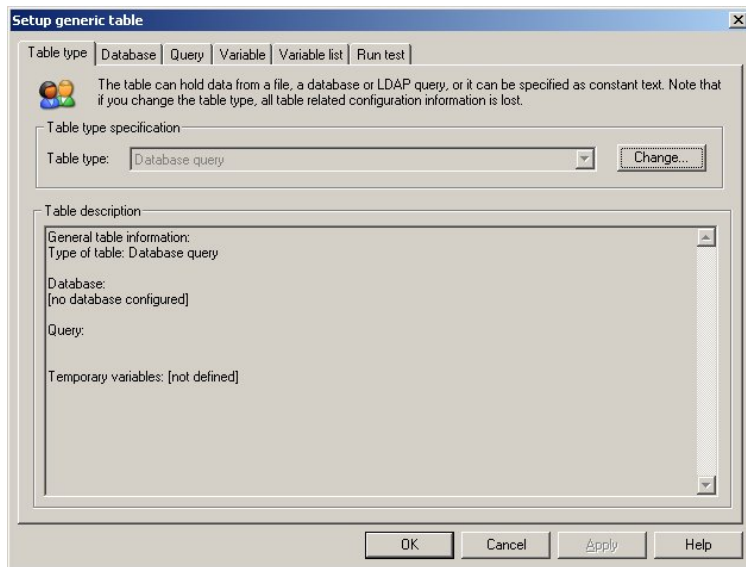 Setup generic table
Table type Database Query Variable Variable list Run test
The table can hold data from a file, a database or LDAP query, or it can be specified as constant text. Note that
if you change the table type, all table related configuration information is lost.
Table type specification
Table type: Database query Change...
Table description
General table information:
Type of table: Database query
Database:
[no database configured]
Query:
Temporary variables: [not defined]
OK Cancel Apply Help